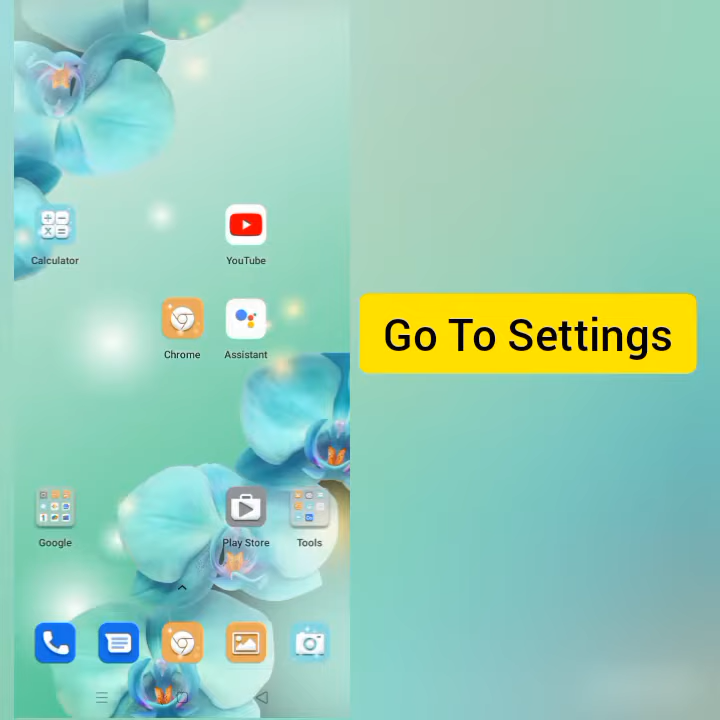 Calculator
YouTube
Chrome
Assistant
Google
Play Store
Tools
Go To Settings